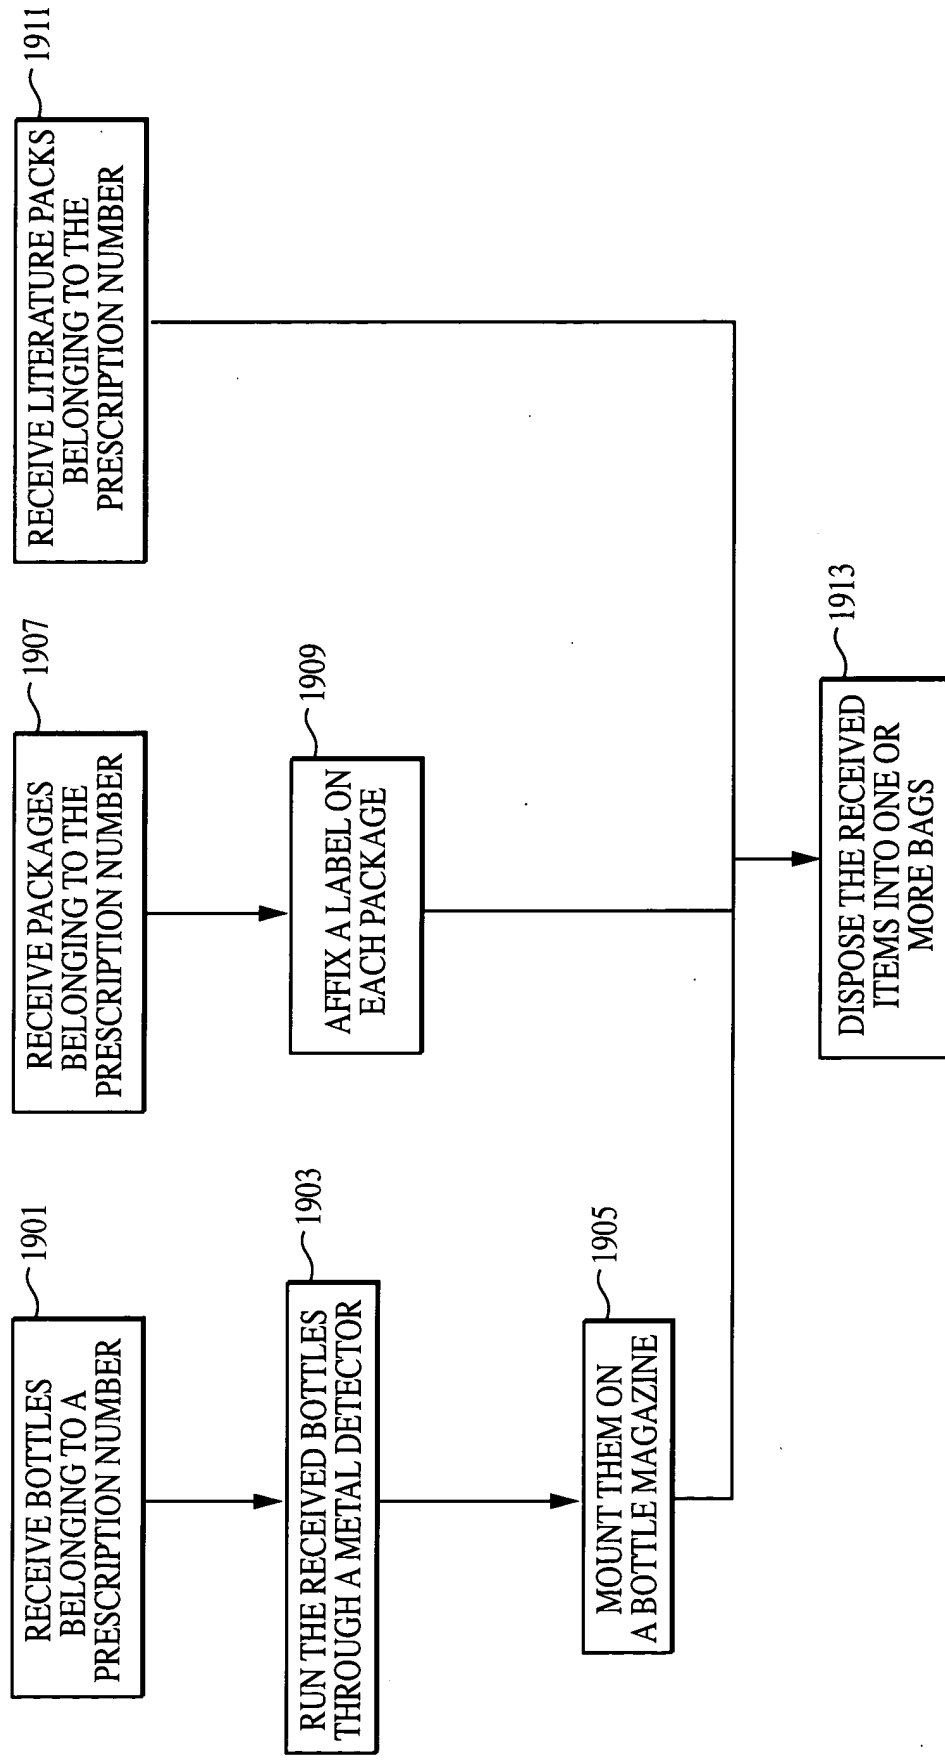 1901
RECEIVE BOTTLES
BELONGING TO A
PRESCRIPTION NUMBER
1903
RUN THE RECEIVED BOTTLES
THROUGH A METAL DETECTOR
1905
MOUNT THEM ON
A BOTTLE MAGAZINE
1907
RECEIVE PACKAGES
BELONGING TO THE
PRESCRIPTION NUMBER
1909
AFFIX A LABEL ON
EACH PACKAGE
1911
RECEIVE LITERATURE PACKS
BELONGING TO THE
PRESCRIPTION NUMBER
1913
DISPOSE THE RECEIVED
ITEMS INTO ONE OR
MORE BAGS